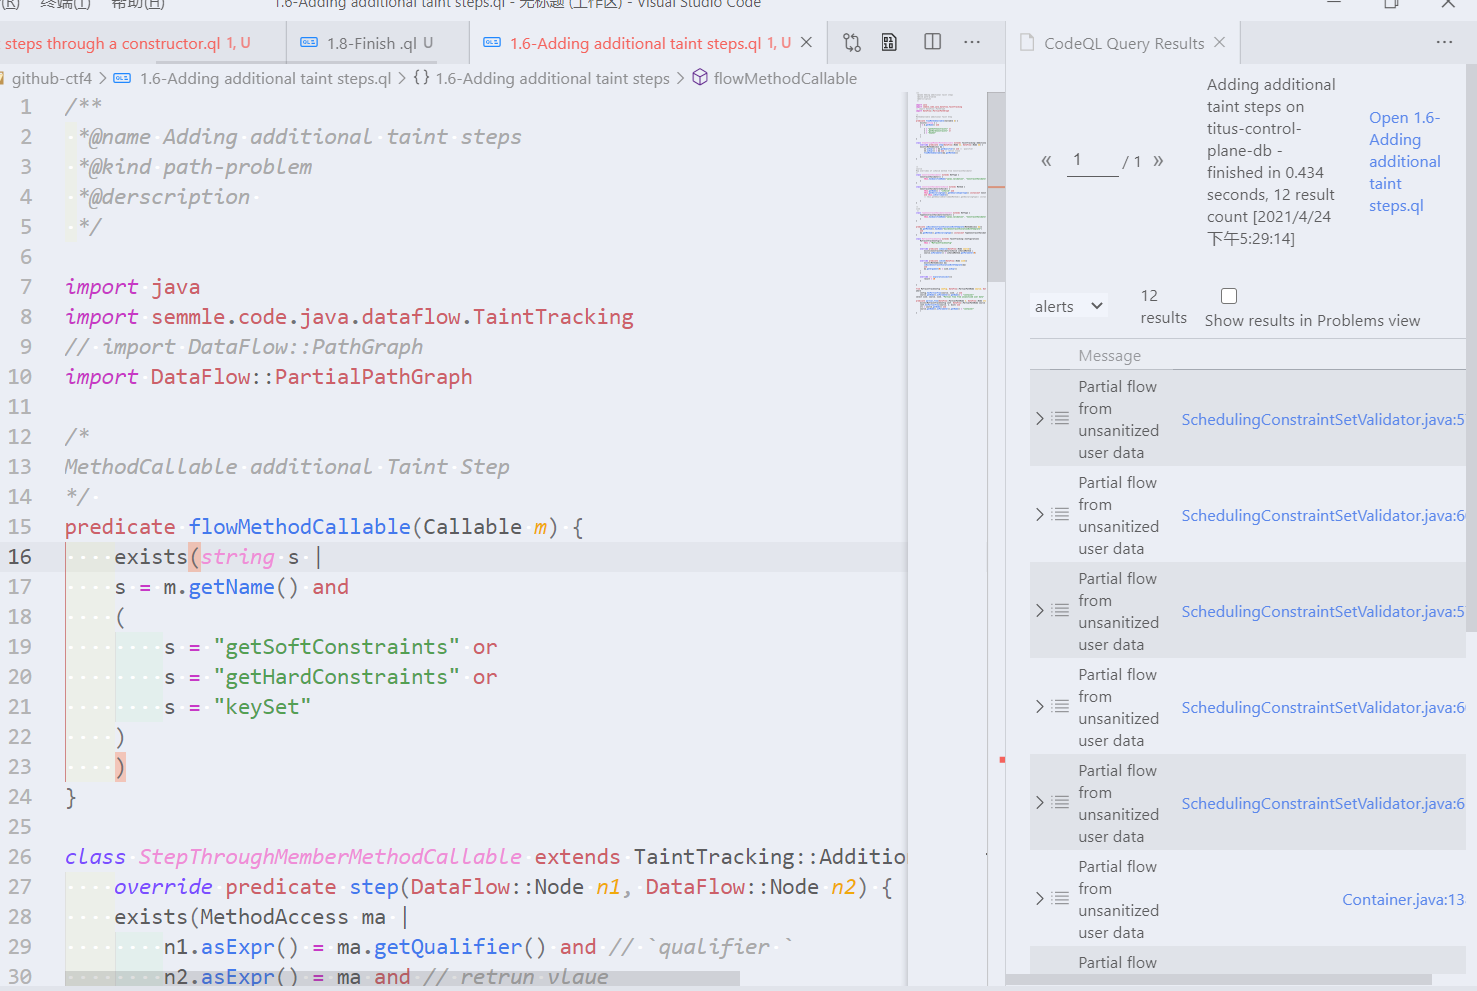 (R) 终端(T) 帮助(H)
1.6-Adding additional taint steps.ql - 无标题 (工作区) - Visual Studio Code
steps through a constructor.ql 1, U
1.8-Finish .ql U
1.6-Adding additional taint steps.ql 1, U
CodeQL Query Results
github-ctf4 > 1.6-Adding additional taint steps.ql > {} 1.6-Adding additional taint steps > flowMethodCallable
1 /**
2 *@name Adding additional taint steps
3 *@kind path-problem
4 *@derscription
5 */
6
7 import java
8 import semmle.code.java.dataflow.TaintTracking
9 // import DataFlow::PathGraph
10 import DataFlow::PartialPathGraph
11
12 /*
13 MethodCallable additional Taint Step
14 */
15 predicate flowMethodCallable(Callable m) {
16 exists(string s |
17 s = m.getName() and
18 (
19 s = "getSoftConstraints" or
20 s = "getHardConstraints" or
21 s = "keySet"
22 )
23 )
24 }
25
26 class StepThroughMemberMethodCallable extends TaintTracking::Additio
27 override predicate step(DataFlow::Node n1, DataFlow::Node n2) {
28 exists(MethodAccess ma |
29 n1.asExpr() = ma.getQualifier() and // `qualifier `
30 n2.asExpr() = ma and // retrun vlaue
« 1 / 1 »
Adding additional
taint steps on
titus-control-
plane-db -
finished in 0.434
seconds, 12 result
count [2021/4/24
下午5:29:14]
Open 1.6-
Adding
additional
taint
steps.ql
alerts
12
results
Show results in Problems view
Message
Partial flow
from
unsanitized
user data
SchedulingConstraintSetValidator.java:5
Partial flow
from
unsanitized
user data
SchedulingConstraintSetValidator.java:6
Partial flow
from
unsanitized
user data
SchedulingConstraintSetValidator.java:5
Partial flow
from
unsanitized
user data
SchedulingConstraintSetValidator.java:6
Partial flow
from
unsanitized
user data
SchedulingConstraintSetValidator.java:6
Partial flow
from
unsanitized
user data
Container.java:13
Partial flow